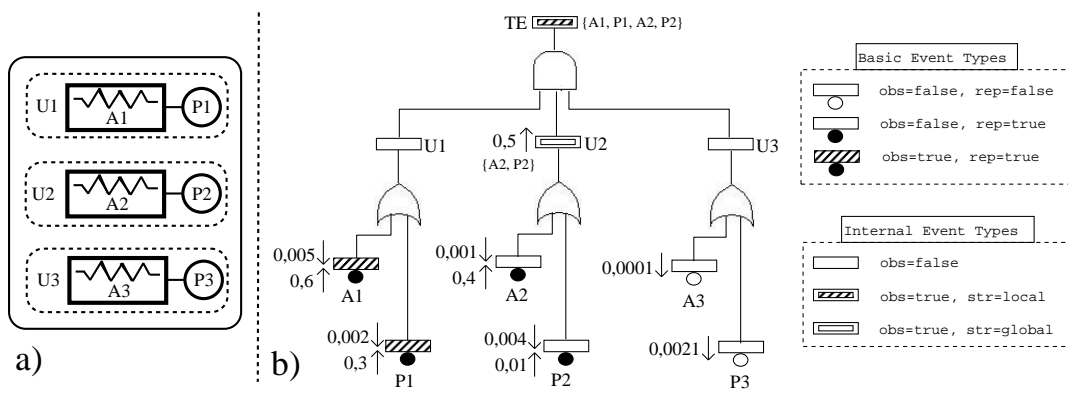 U1
A1
P1
U2
A2
P2
U3
A3
P3
a)
TE {A1, P1, A2, P2}
U1
0,5 U2
{A2, P2}
U3
0,005
0,6
A1
0,001
0,4
A2
0,0001
A3
0,002
0,3
P1
0,004
0,01
P2
0,0021
P3
b)
Basic Event Types
obs=false, rep=false
obs=false, rep=true
obs=true, rep=true
Internal Event Types
obs=false
obs=true, str=local
obs=true, str=global